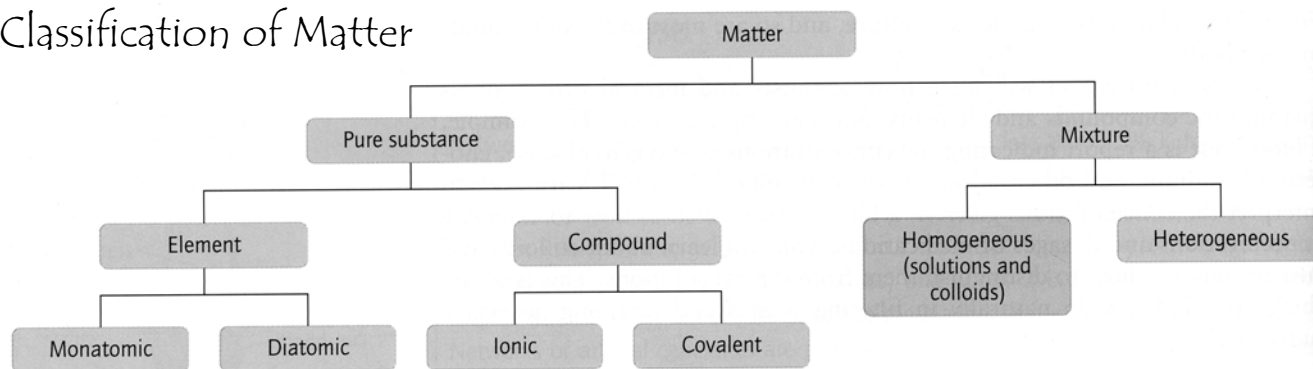 Classification of Matter
Matter
Pure substance
Mixture
Element
Compound
Homogeneous
(solutions and
colloids)
Heterogeneous
Monatomic
Diatomic
Ionic
Covalent